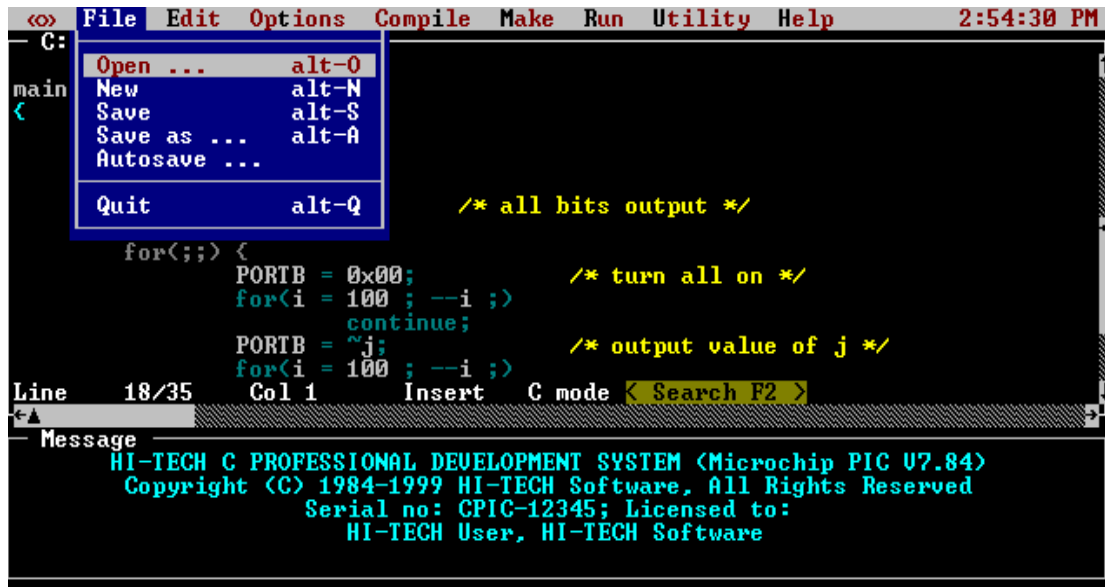 <<>> File Edit Options Compile Make Run Utility Help 2:54:30 PM
C:
Open ... alt-O
main New alt-N
{ Save alt-S
Save as ... alt-A
Autosave ...
Quit alt-Q /* all bits output */
for(;;) {
PORTB = 0x00; /* turn all on */
for(i = 100 ; --i ;)
continue;
PORTB = ~j; /* output value of j */
for(i = 100 ; --i ;)
Line 18/35 Col 1 Insert C mode < Search F2 >
Message
HI-TECH C PROFESSIONAL DEVELOPMENT SYSTEM (Microchip PIC V7.84)
Copyright (C) 1984-1999 HI-TECH Software, All Rights Reserved
Serial no: CPIC-12345; Licensed to:
HI-TECH User, HI-TECH Software